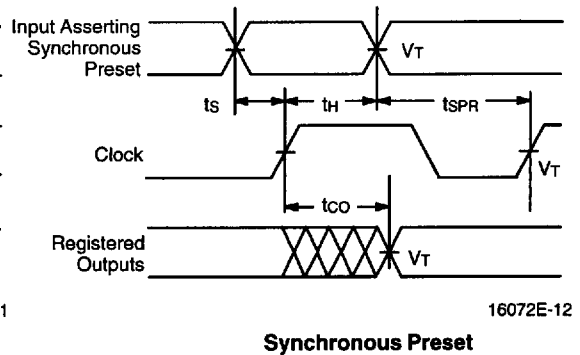 Input Asserting
Synchronous
Preset
VT
tS
tH
tSPR
Clock
VT
tCO
Registered
Outputs
VT
1
16072E-12
Synchronous Preset